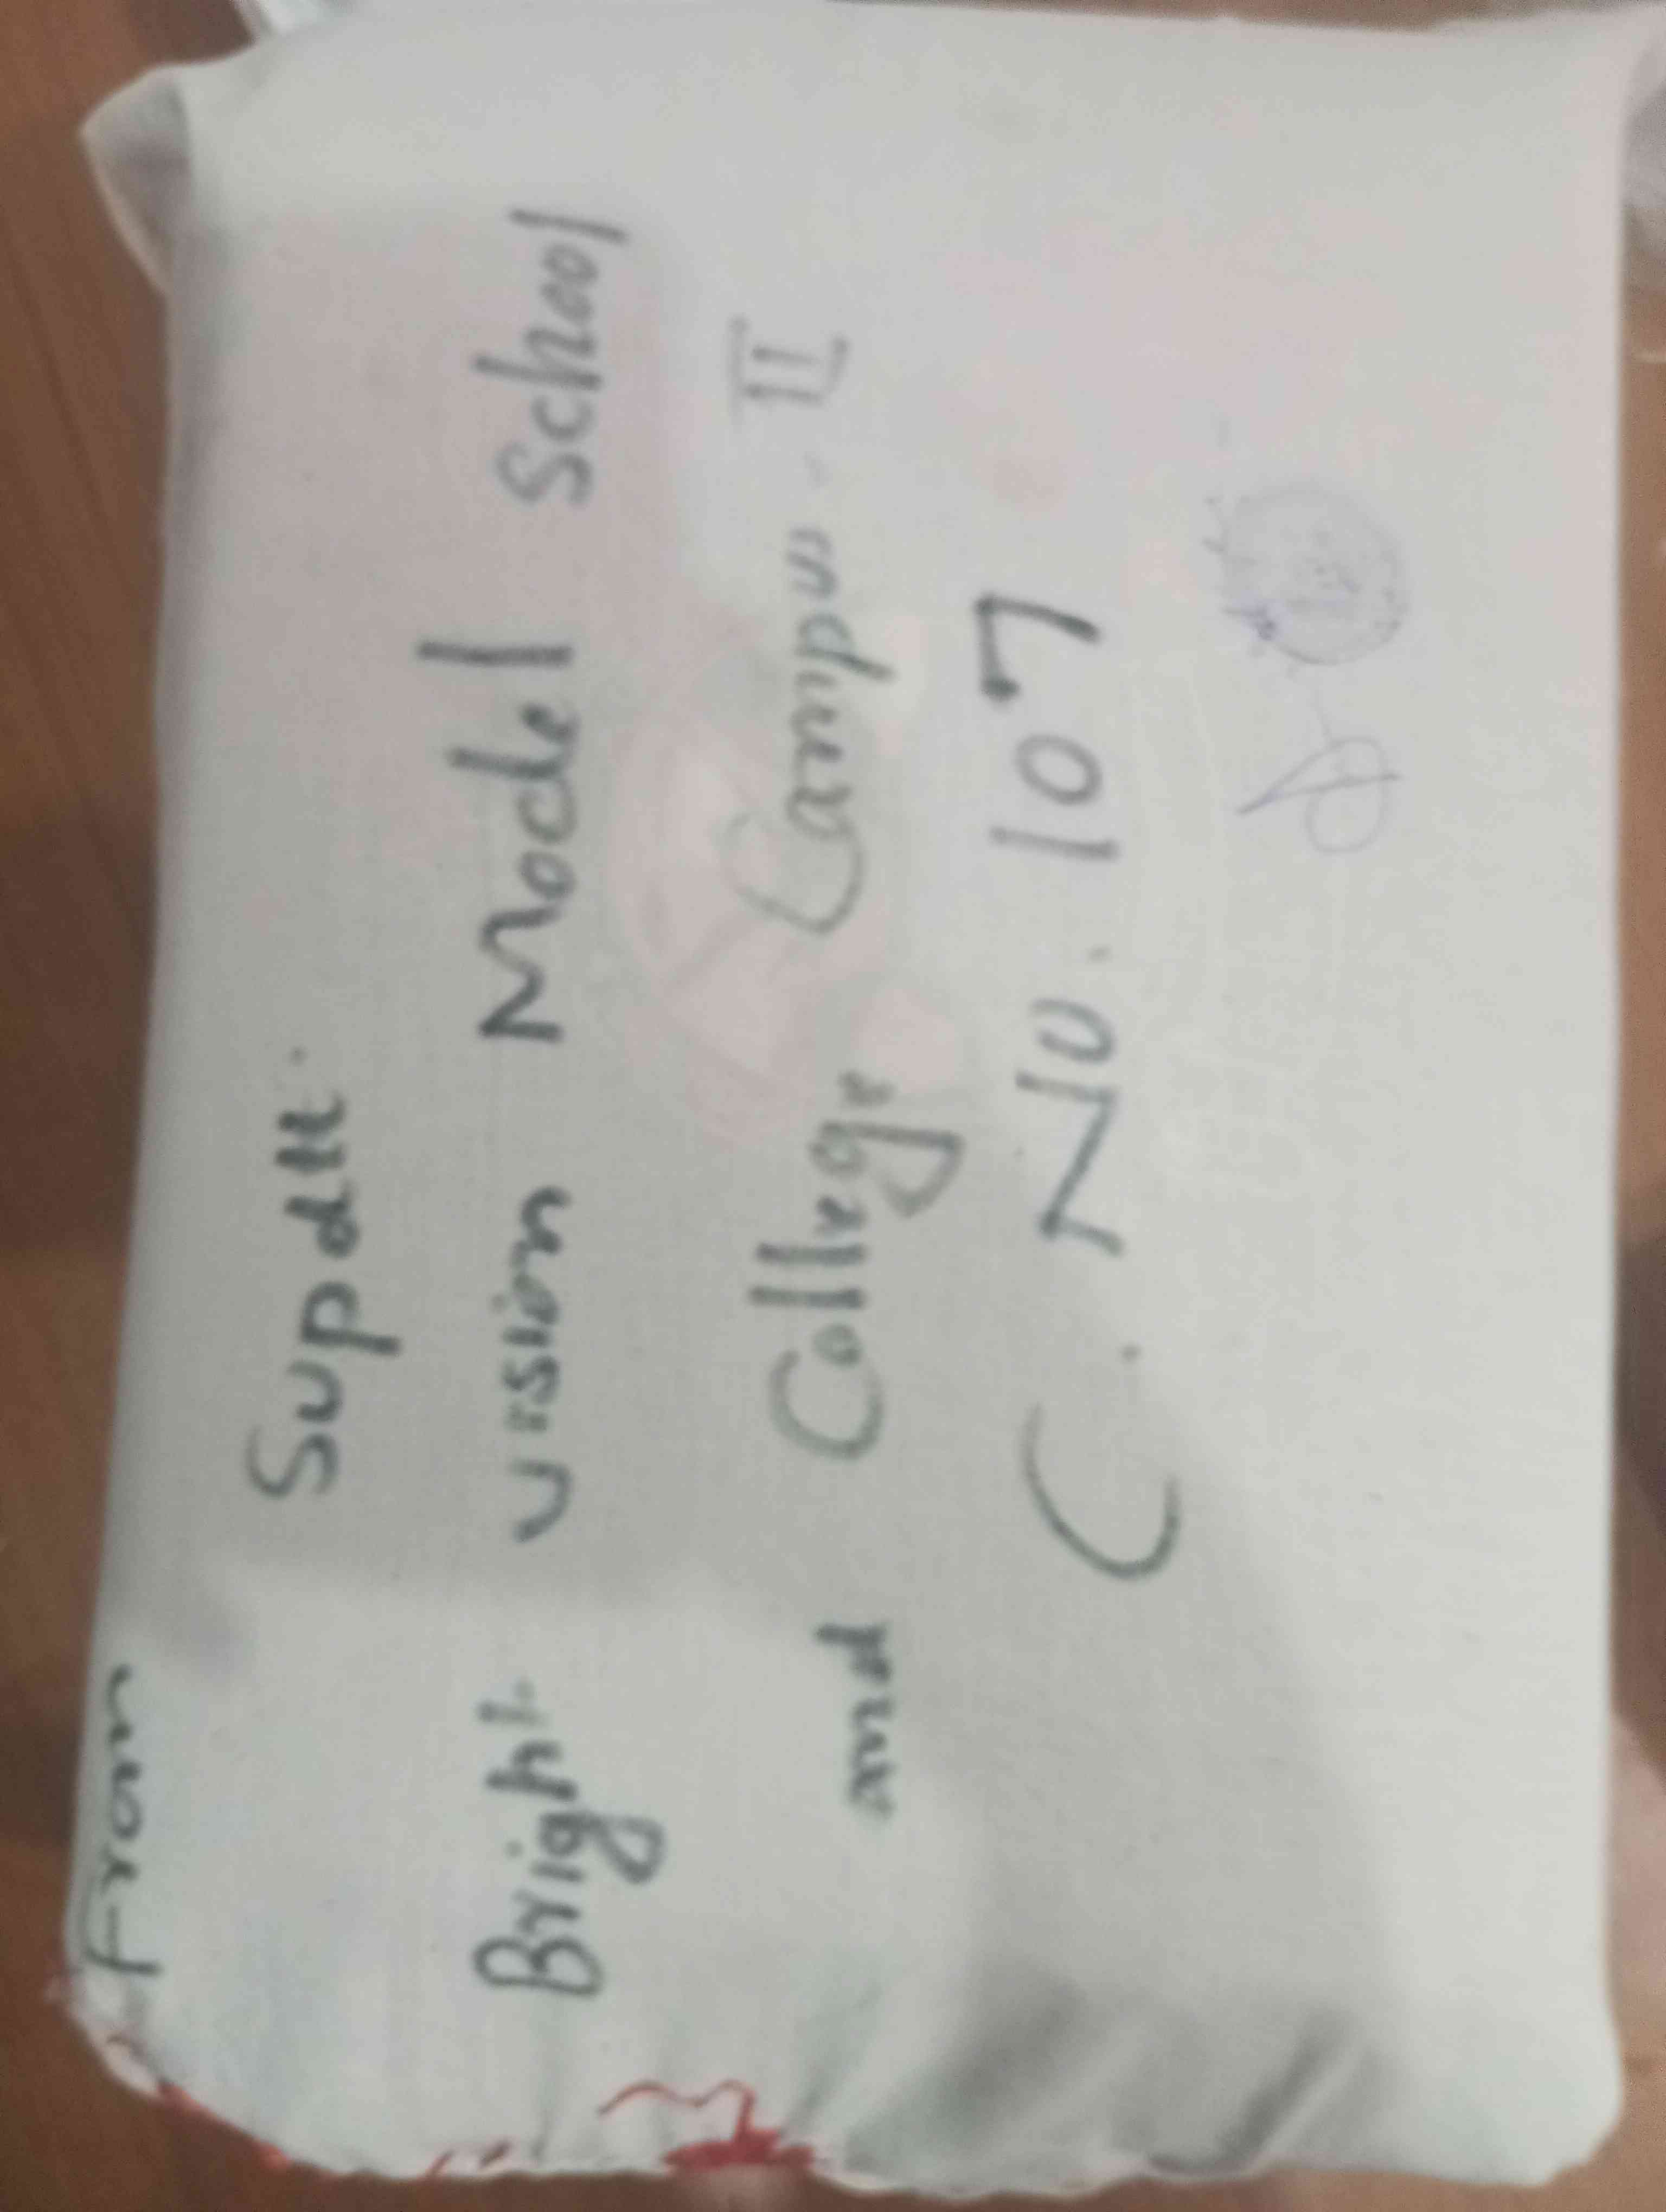 From
Supdtt.
Bright vision Model School
and College Campus - II
C. No. 107